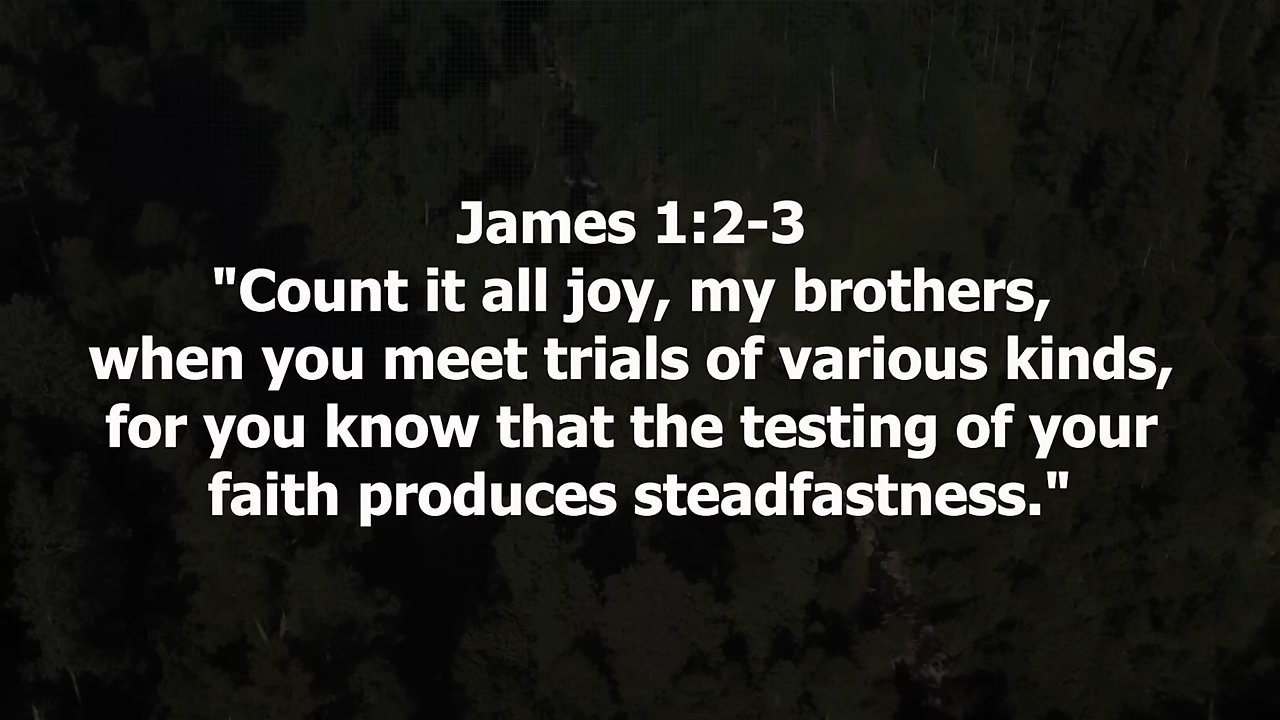 James 1:2-3
"Count it all joy, my brothers,
when you meet trials of various kinds,
for you know that the testing of your
faith produces steadfastness."